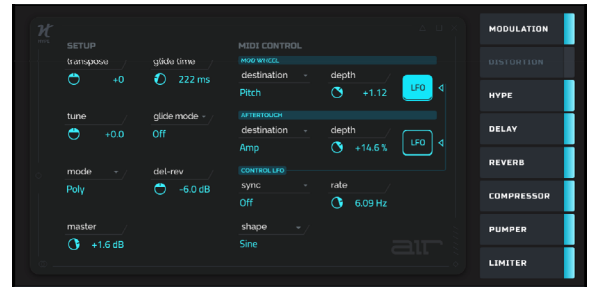 SETUP
MIDI CONTROL
transpose
+0
glide time
222 ms
tune
+0.0
glide mode
Off
mode
Poly
del-rev
-6.0 dB
master
+1.6 dB
MOD WHEEL
destination
Pitch
depth
+1.12
LFO
AFTERTOUCH
destination
Amp
depth
+14.6 %
LFO
CONTROL LFO
sync
Off
rate
6.09 Hz
shape
Sine
air
MODULATION
DISTORTION
HYPE
DELAY
REVERB
COMPRESSOR
PUMPER
LIMITER